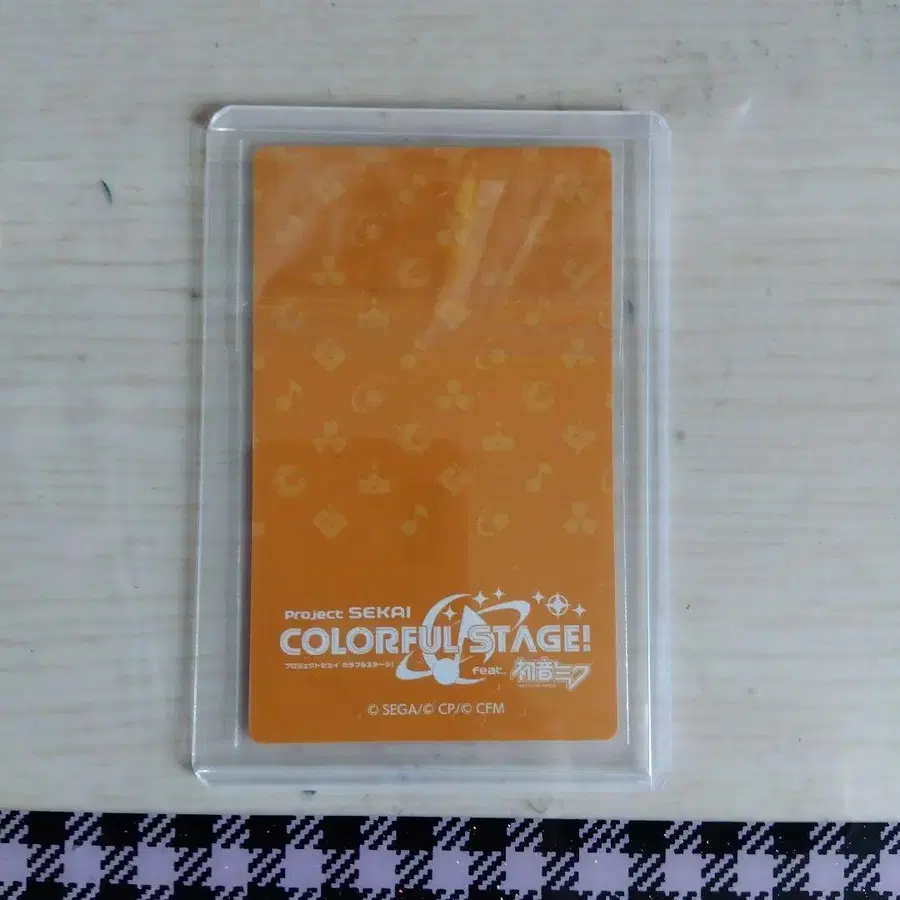 Project SEKAI
COLORFUL STAGE!
プロジェクトセカイ カラフルステージ!
feat. 初音ミク
© SEGA/© CP/© CFM